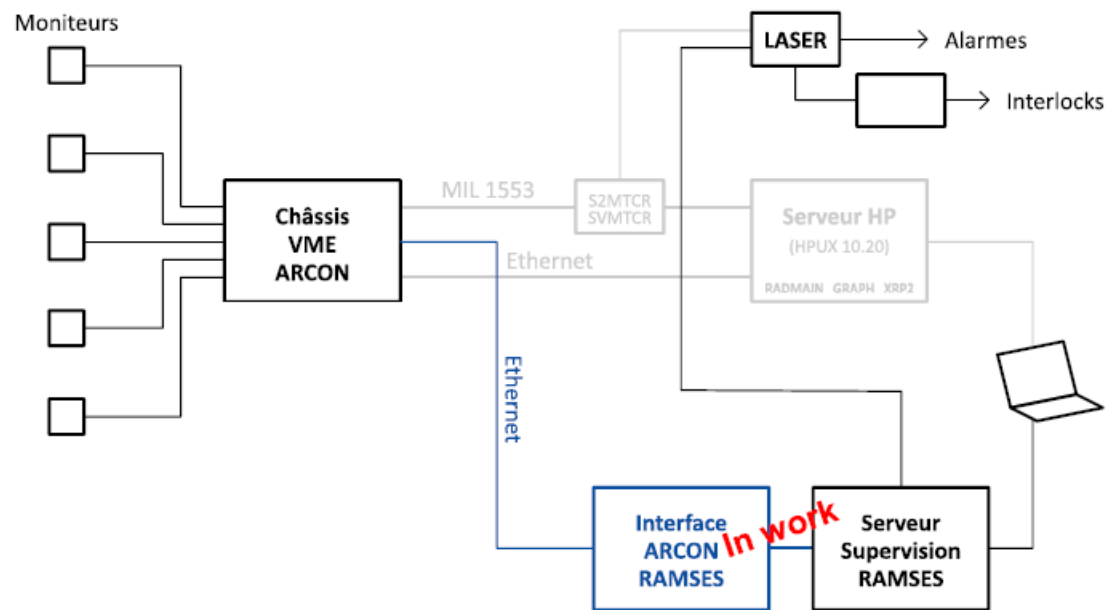 Moniteurs
LASER
Alarmes
Interlocks
MIL 1553
S2MTCR
SVMTCR
Châssis
VME
ARCON
Serveur HP
(HPUX 10.20)
RADMAIN GRAPH XRP2
Ethernet
Ethernet
Interface
ARCON
RAMSES
In work
Serveur
Supervision
RAMSES